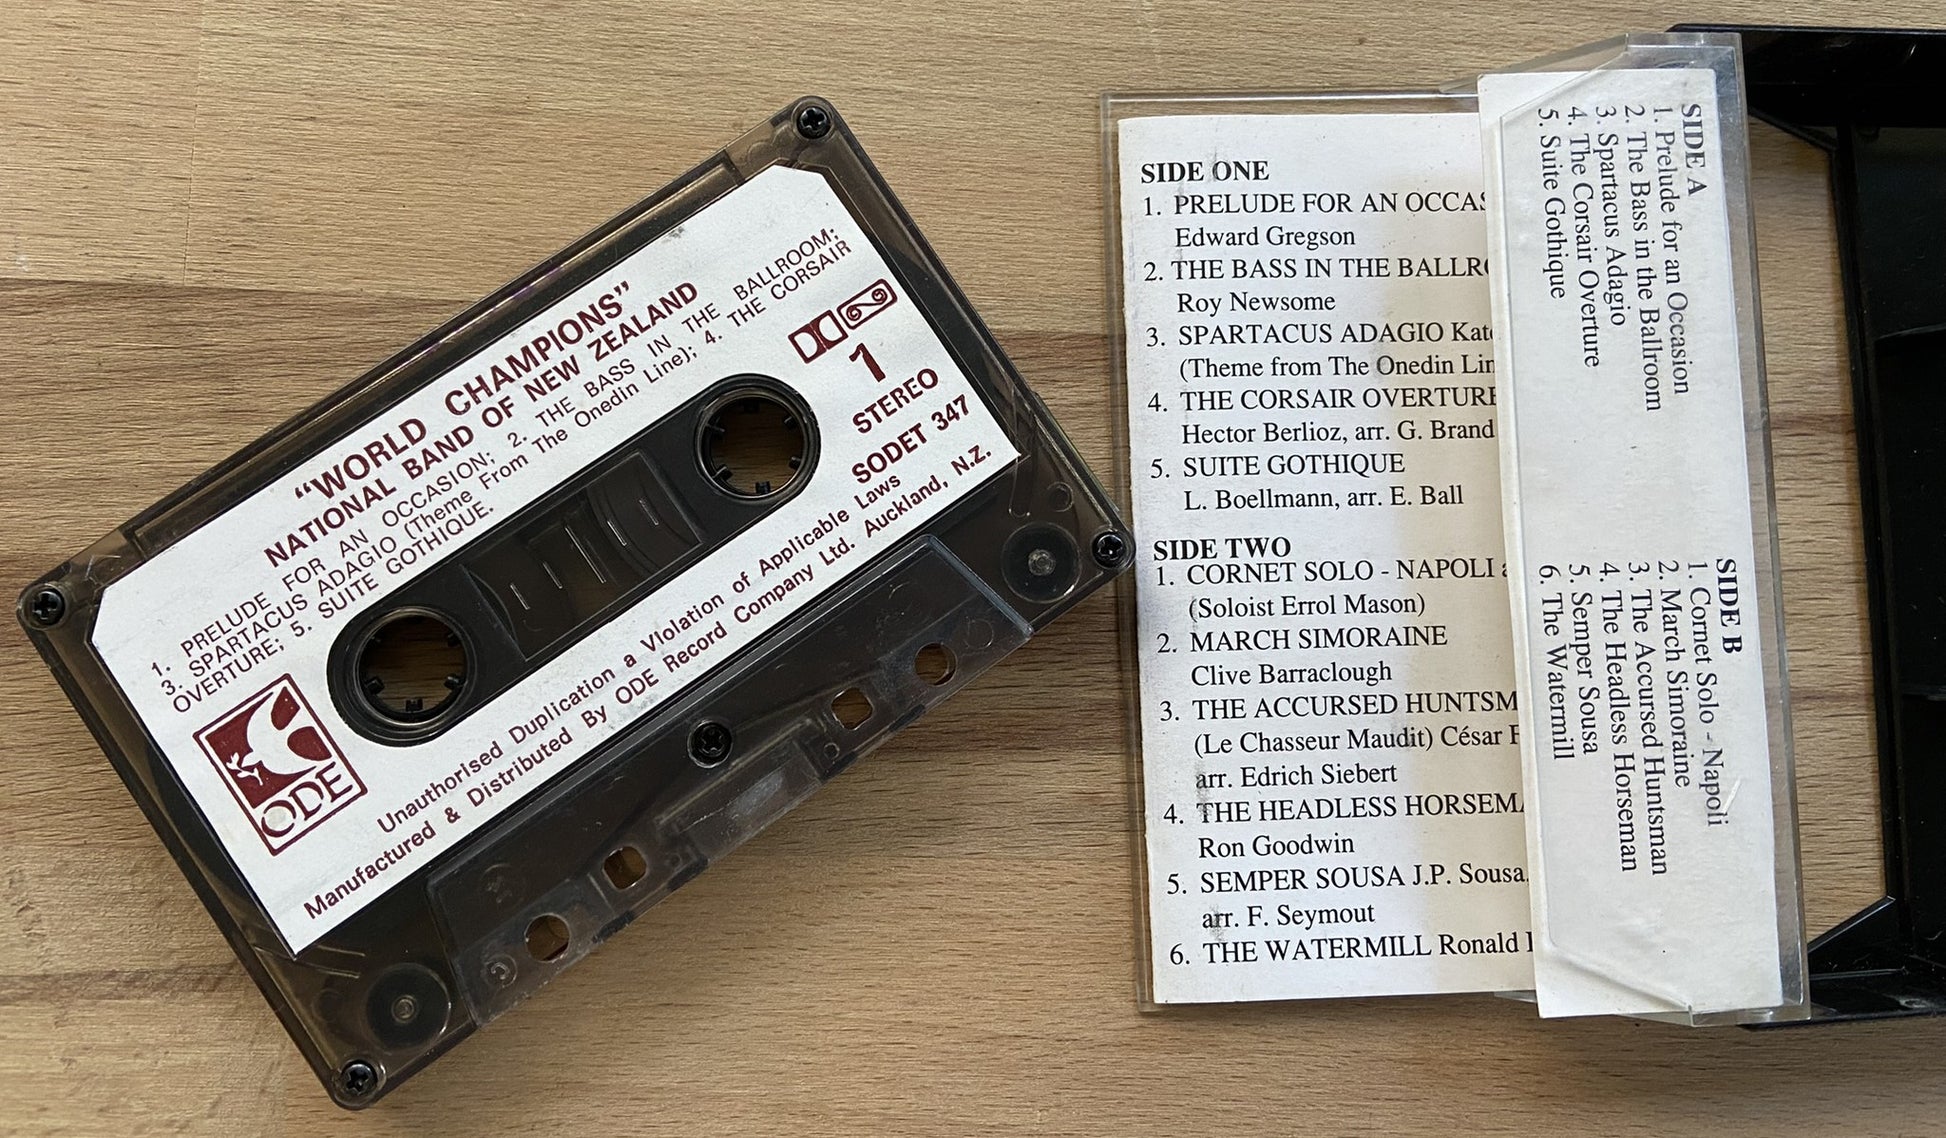 “WORLD CHAMPIONS”
NATIONAL BAND OF NEW ZEALAND
1. PRELUDE FOR AN OCCASION; 2. THE BASS IN THE BALLROOM;
3. SPARTACUS ADAGIO (Theme From The Onedin Line); 4. THE CORSAIR
OVERTURE; 5. SUITE GOTHIQUE.
1
STEREO
SODET 347
ODE
Unauthorised Duplication a Violation of Applicable Laws
Manufactured & Distributed By ODE Record Company Ltd. Auckland, N.Z.
SIDE ONE
1. PRELUDE FOR AN OCCAS
Edward Gregson
2. THE BASS IN THE BALLR
Roy Newsome
3. SPARTACUS ADAGIO Kat
(Theme from The Onedin Lin
4. THE CORSAIR OVERTURE
Hector Berlioz, arr. G. Brand
5. SUITE GOTHIQUE
L. Boellmann, arr. E. Ball
SIDE TWO
1. CORNET SOLO - NAPOLI
(Soloist Errol Mason)
2. MARCH SIMORAINE
Clive Barraclough
3. THE ACCURSED HUNTSM
(Le Chasseur Maudit) César F
arr. Edrich Siebert
4. THE HEADLESS HORSEM
Ron Goodwin
5. SEMPER SOUSA J.P. Sousa,
arr. F. Seymout
6. THE WATERMILL Ronald
SIDE A
1. Prelude for an Occasion
2. The Bass in the Ballroom
3. Spartacus Adagio
4. The Corsair Overture
5. Suite Gothique
SIDE B
1. Cornet Solo - Napoli
2. March Simoraine
3. The Accursed Huntsman
4. The Headless Horseman
5. Semper Sousa
6. The Watermill